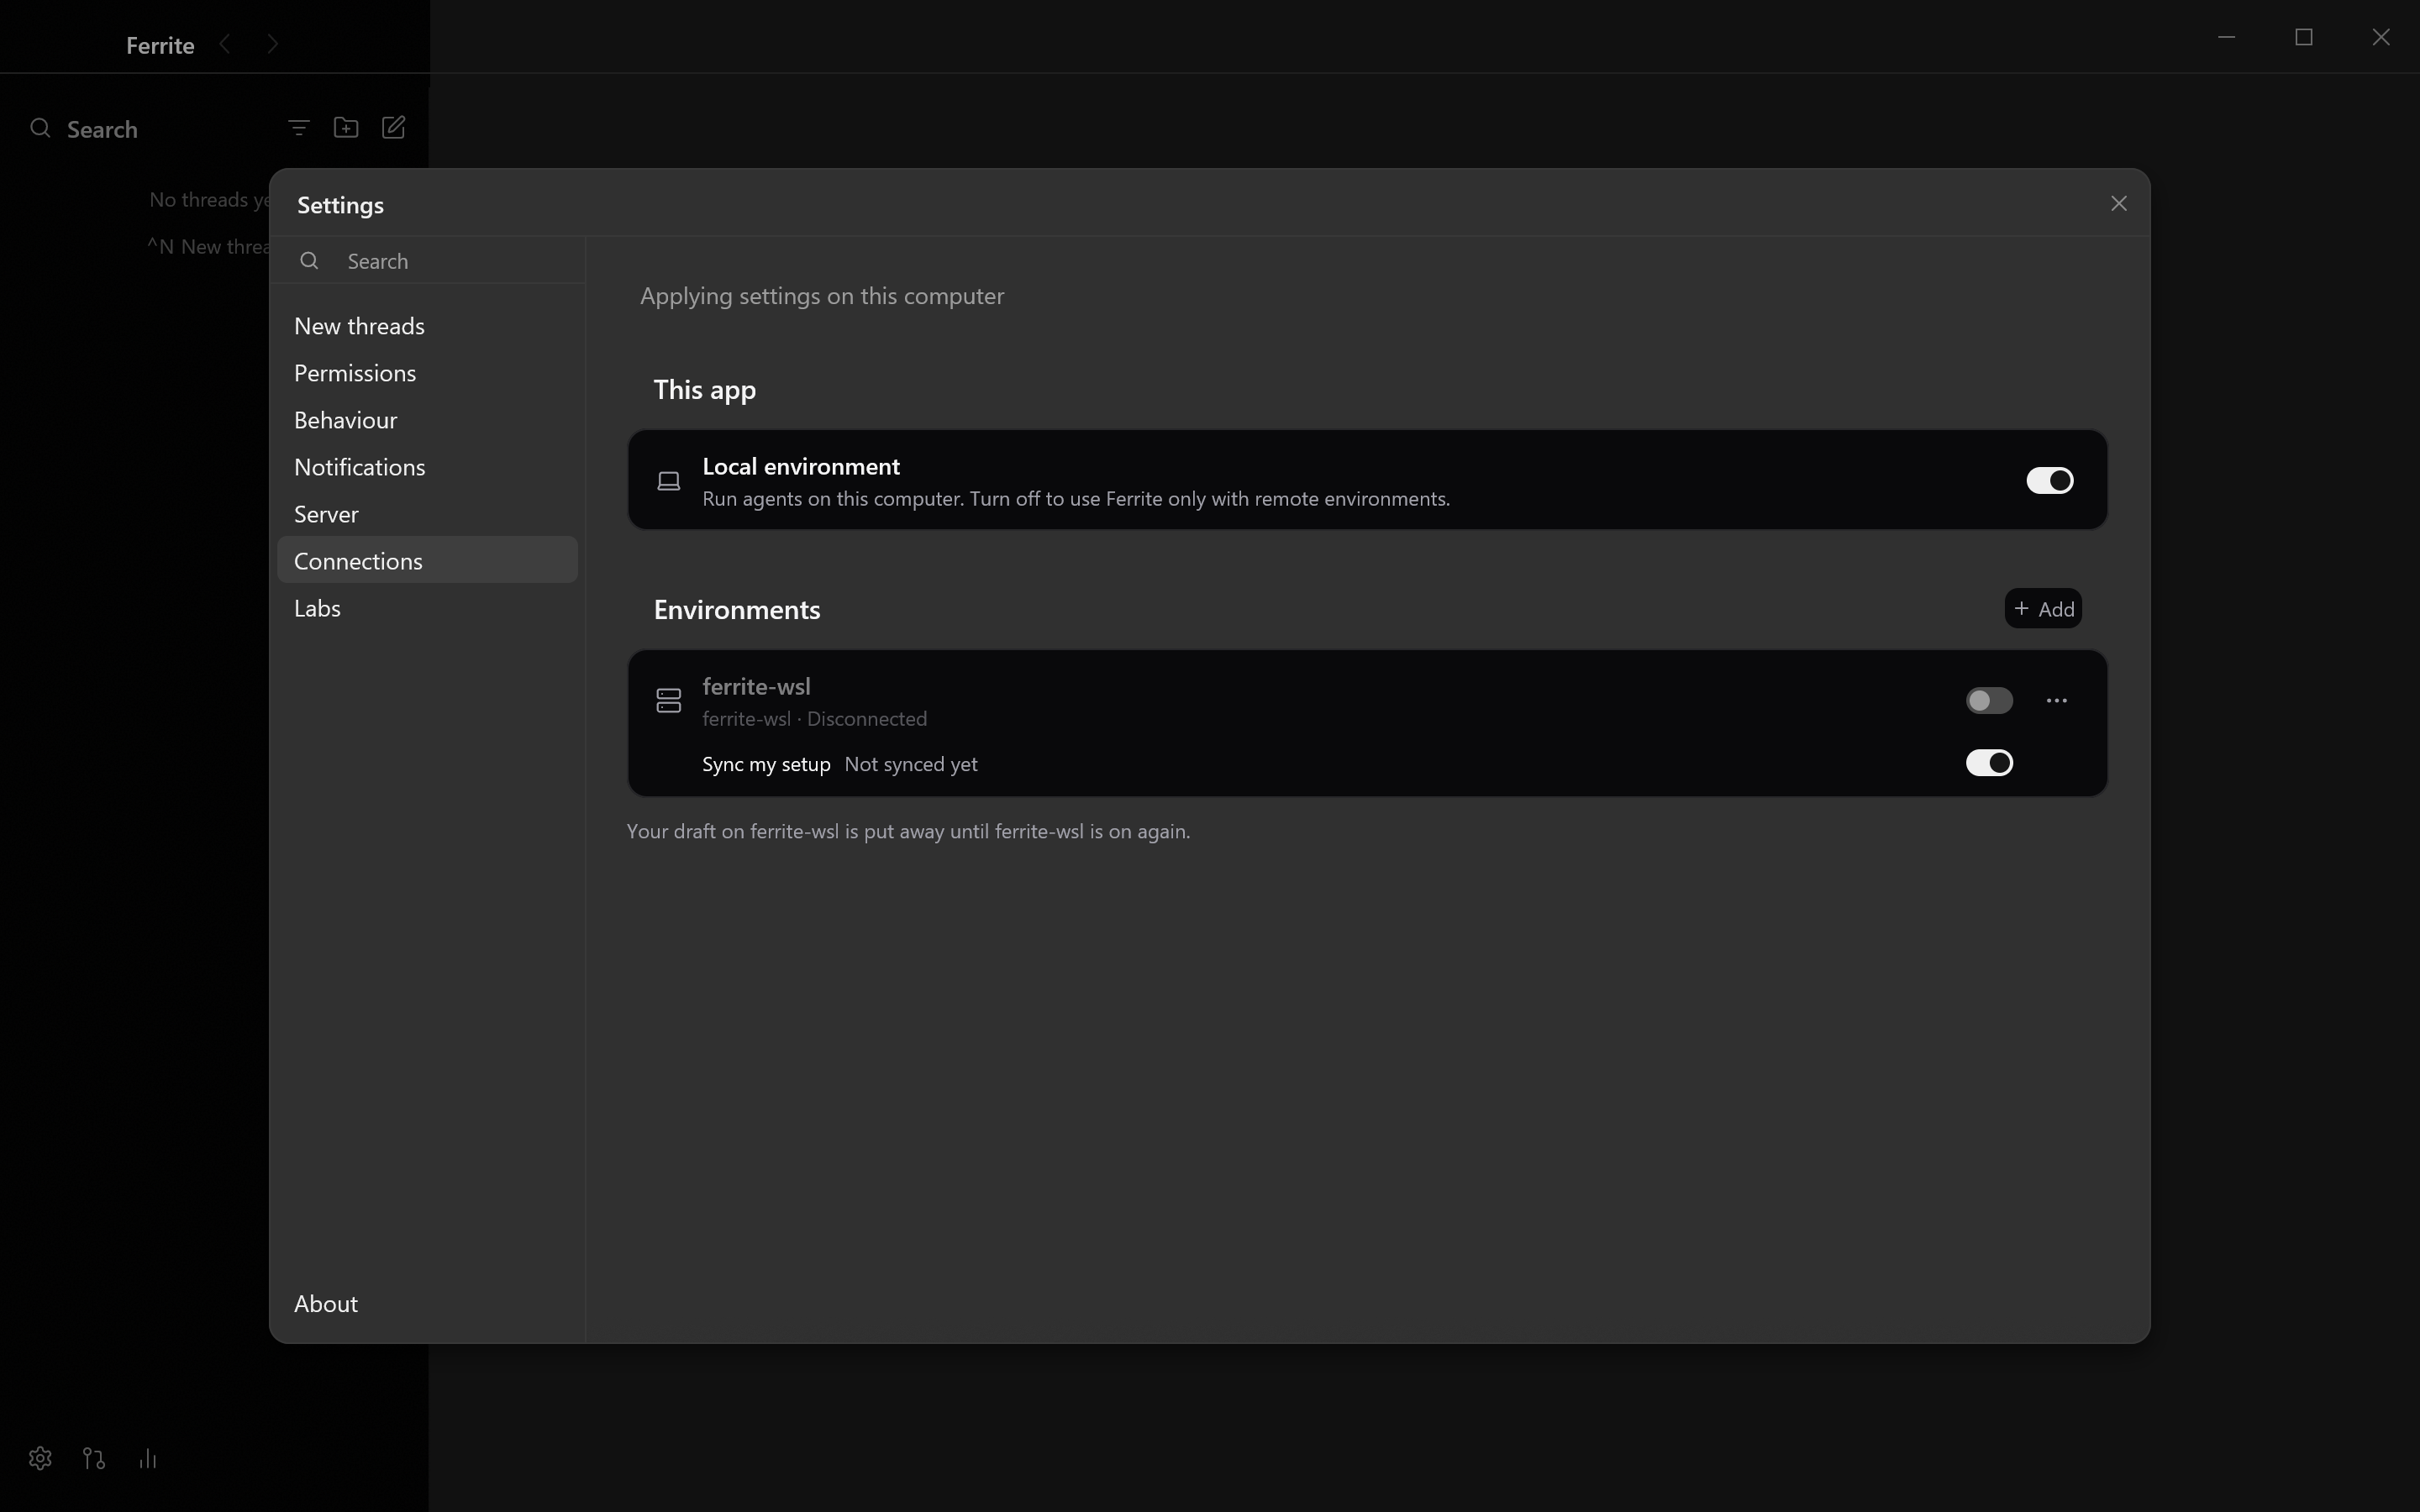 Ferrite
Search
No threads ye
^N New threa
Settings
Search
New threads
Permissions
Behaviour
Notifications
Server
Connections
Labs
About
Applying settings on this computer
This app
Local environment
Run agents on this computer. Turn off to use Ferrite only with remote environments.
Environments
+ Add
ferrite-wsl
ferrite-wsl · Disconnected
Sync my setup Not synced yet
Your draft on ferrite-wsl is put away until ferrite-wsl is on again.